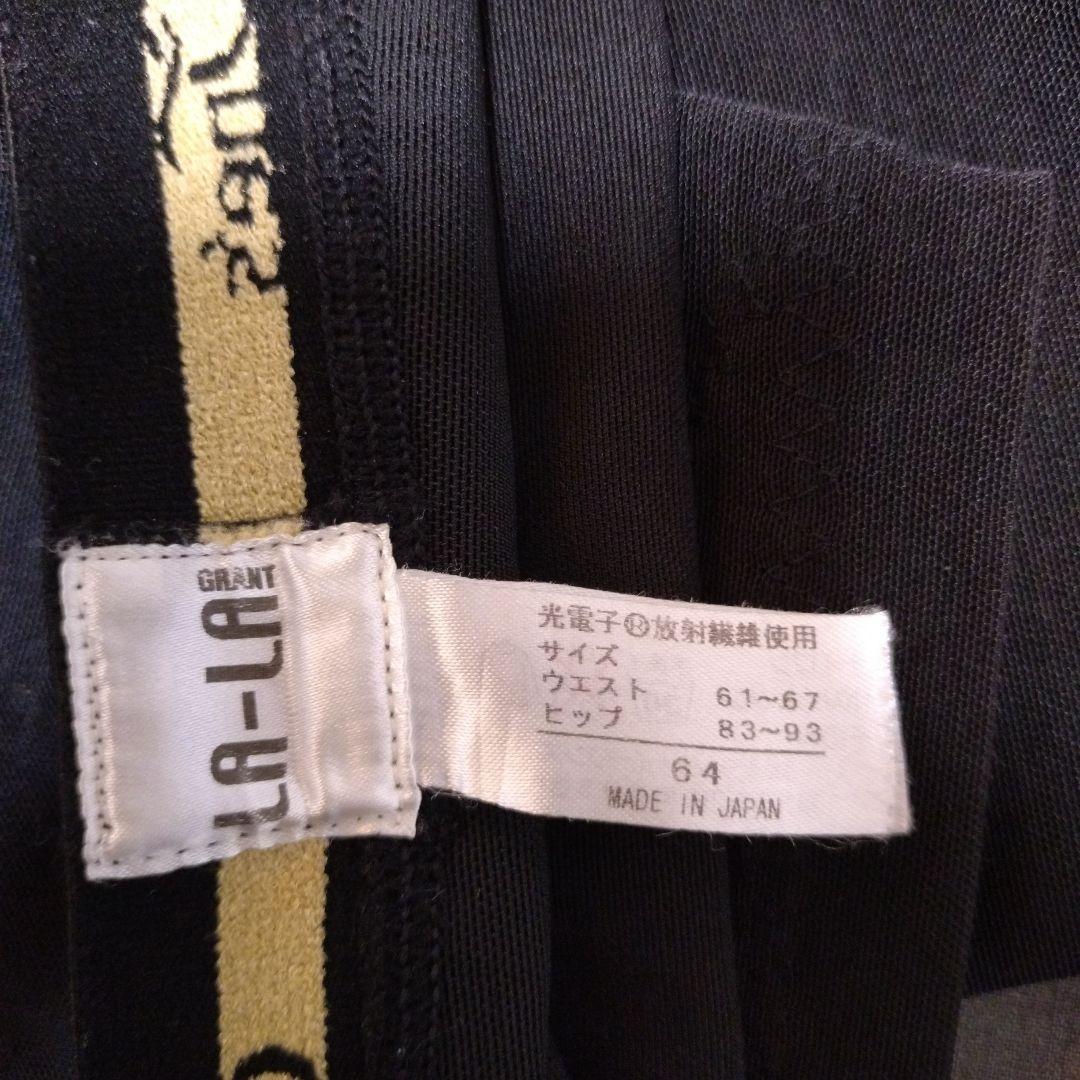 GRANT
LA-LA
光電子Ⓡ放射繊維使用
サイズ
ウエスト 61~67
ヒップ 83~93
64
MADE IN JAPAN